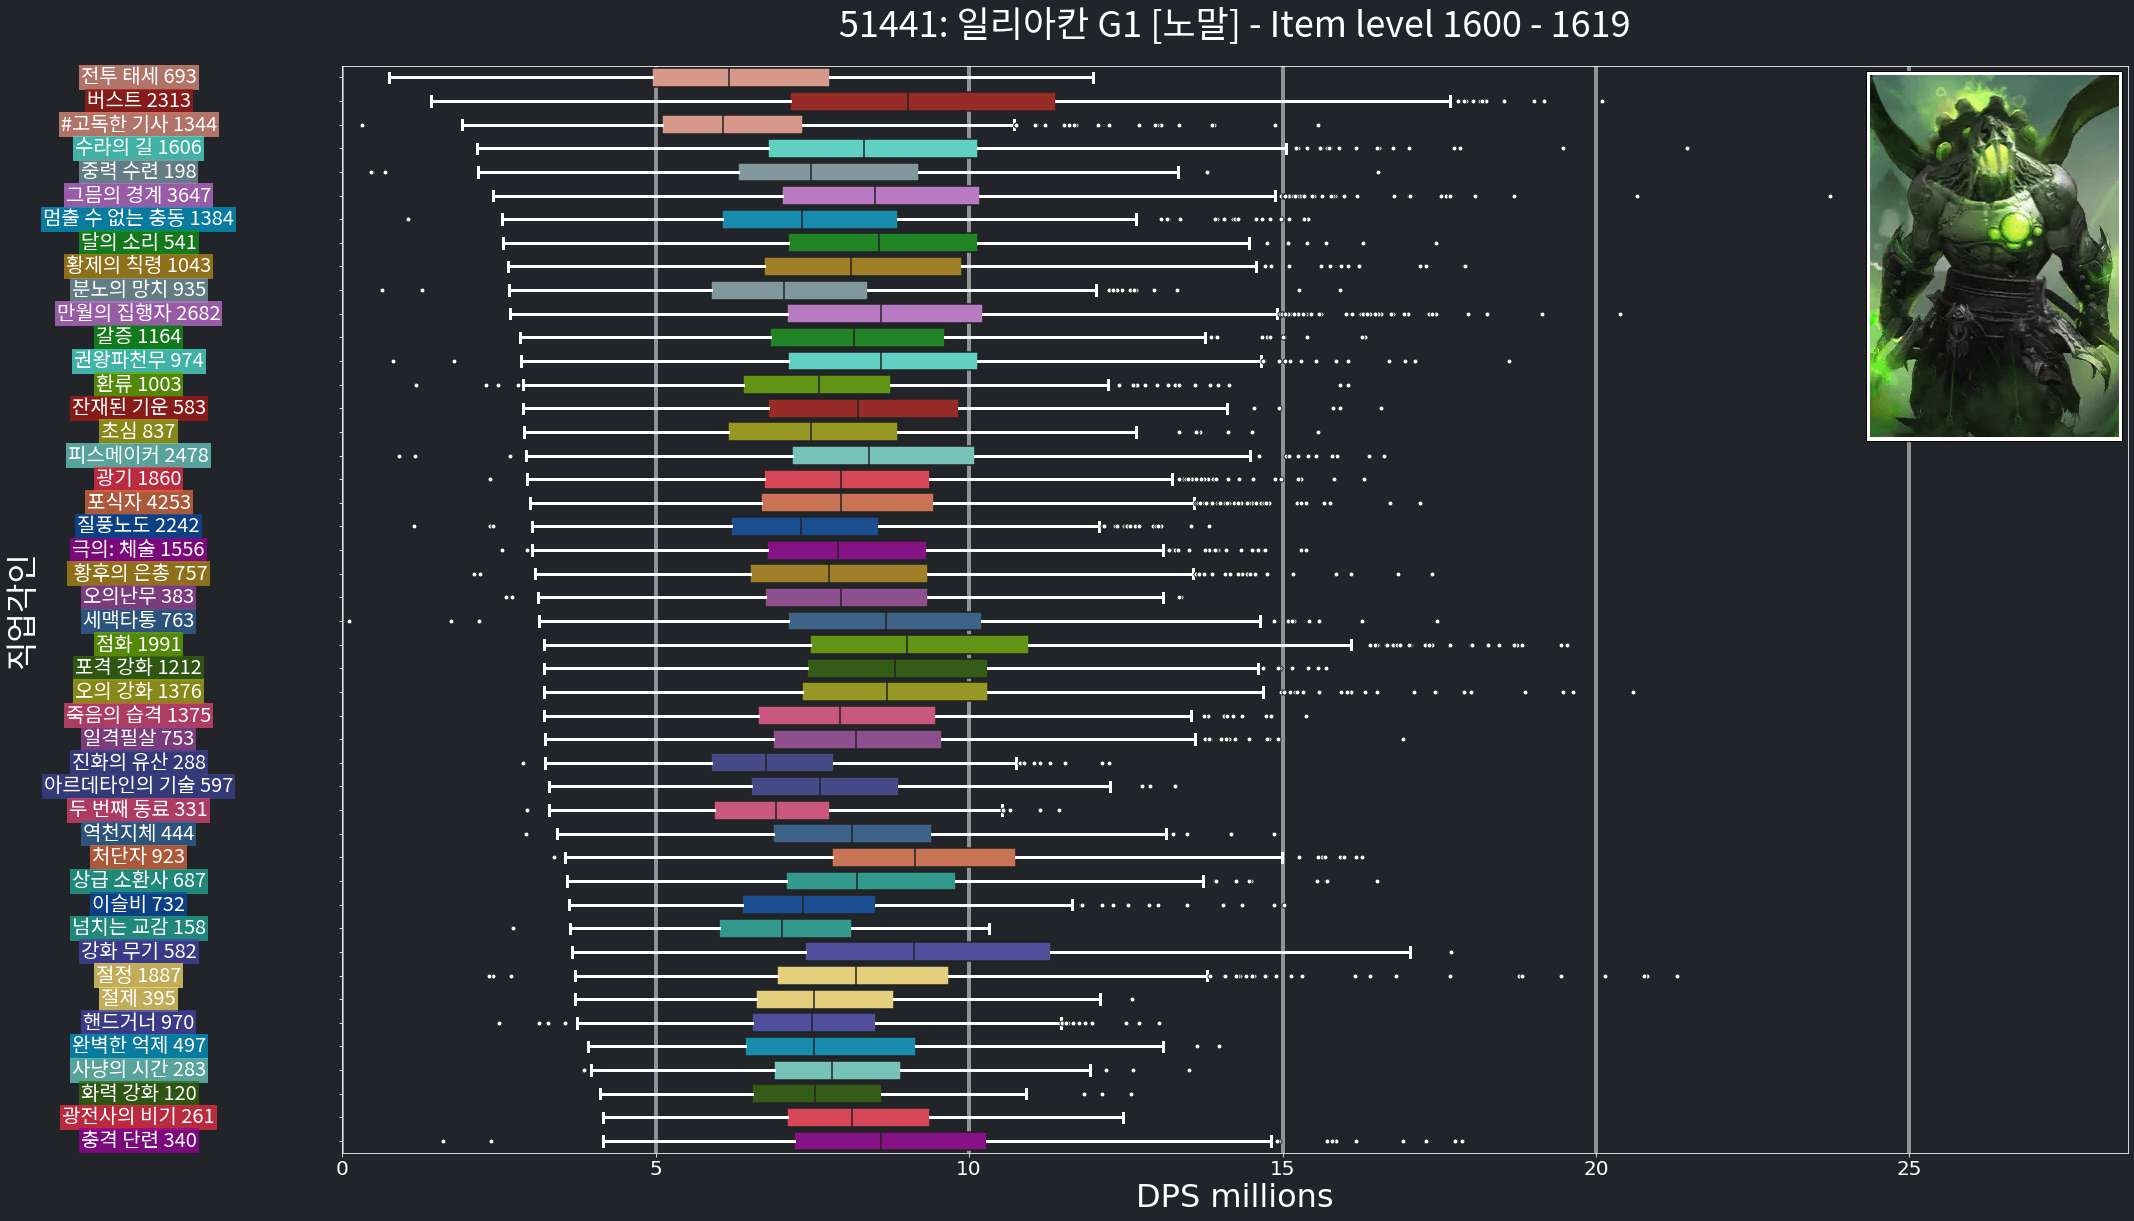 51441: 일리아칸 G1 [노말] - Item level 1600 - 1619
직업각인
전투 태세 693
버스트 2313
#고독한 기사 1344
수라의 길 1606
중력 수련 198
그믐의 경계 3647
멈출 수 없는 충동 1384
달의 소리 541
황제의 칙령 1043
분노의 망치 935
만월의 집행자 2682
갈증 1164
권왕파천무 974
환류 1003
잔재된 기운 583
초심 837
피스메이커 2478
광기 1860
포식자 4253
질풍노도 2242
극의: 체술 1556
황후의 은총 757
오의난무 383
세맥타통 763
점화 1991
포격 강화 1212
오의 강화 1376
죽음의 습격 1375
일격필살 753
진화의 유산 288
아르데타인의 기술 597
두 번째 동료 331
역천지체 444
처단자 923
상급 소환사 687
이슬비 732
넘치는 교감 158
강화 무기 582
절정 1887
절제 395
핸드거너 970
완벽한 억제 497
사냥의 시간 283
화력 강화 120
광전사의 비기 261
충격 단련 340
0 5 10 15 20 25
DPS millions